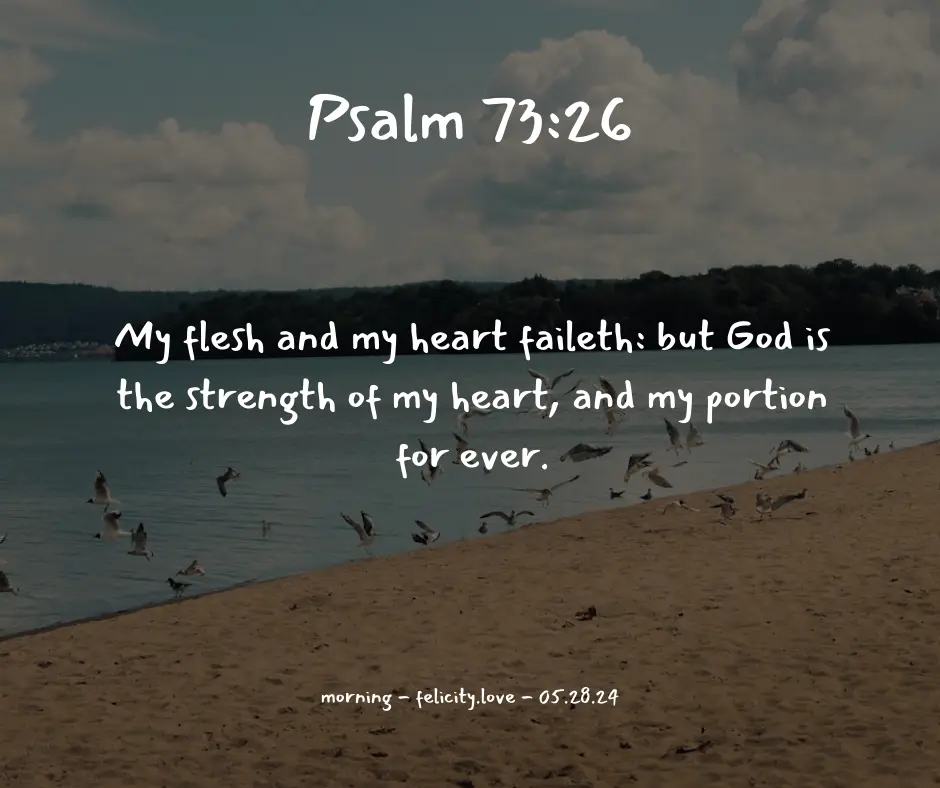 Psalm 73:26
My flesh and my heart faileth: but God is
the strength of my heart, and my portion
for ever.
morning - felicity.love - 05.28.24